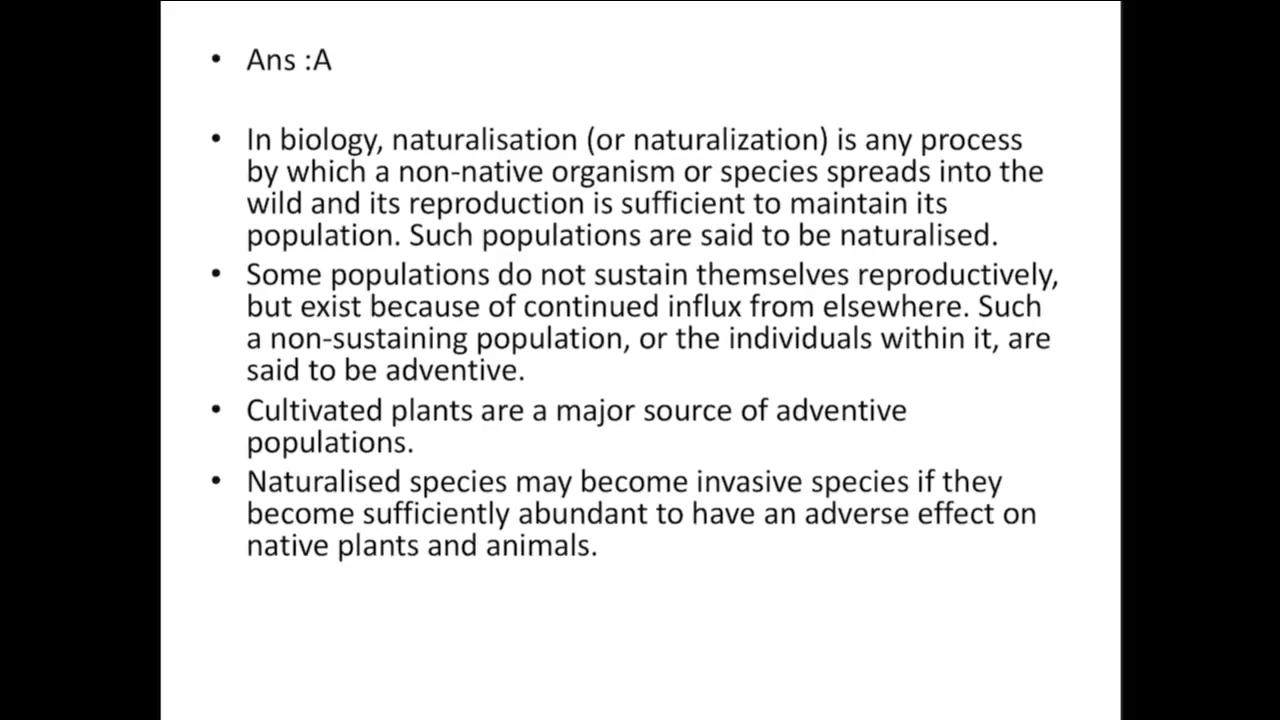 • Ans :A
• In biology, naturalisation (or naturalization) is any process
by which a non-native organism or species spreads into the
wild and its reproduction is sufficient to maintain its
population. Such populations are said to be naturalised.
• Some populations do not sustain themselves reproductively,
but exist because of continued influx from elsewhere. Such
a non-sustaining population, or the individuals within it, are
said to be adventive.
• Cultivated plants are a major source of adventive
populations.
• Naturalised species may become invasive species if they
become sufficiently abundant to have an adverse effect on
native plants and animals.